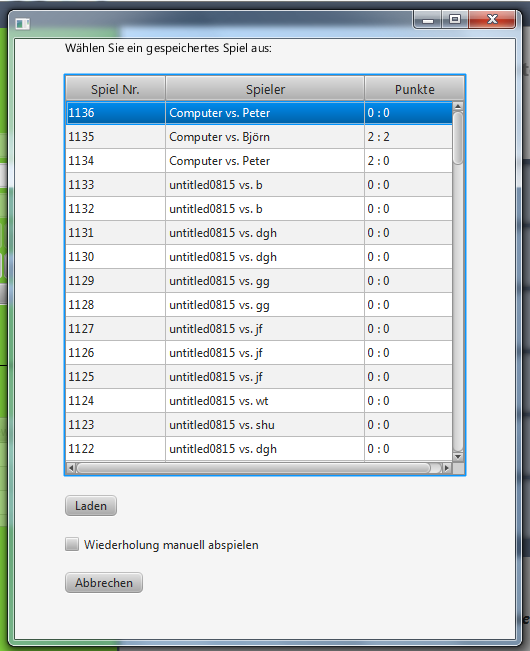 Wählen Sie ein gespeichertes Spiel aus:
Spiel Nr. Spieler Punkte
1136 Computer vs. Peter 0 : 0
1135 Computer vs. Björn 2 : 2
1134 Computer vs. Peter 2 : 0
1133 untitled0815 vs. b 0 : 0
1132 untitled0815 vs. b 0 : 0
1131 untitled0815 vs. dgh 0 : 0
1130 untitled0815 vs. dgh 0 : 0
1129 untitled0815 vs. gg 0 : 0
1128 untitled0815 vs. gg 0 : 0
1127 untitled0815 vs. jf 0 : 0
1126 untitled0815 vs. jf 0 : 0
1125 untitled0815 vs. jf 0 : 0
1124 untitled0815 vs. wt 0 : 0
1123 untitled0815 vs. shu 0 : 0
1122 untitled0815 vs. dgh 0 : 0
Laden
Wiederholung manuell abspielen
Abbrechen